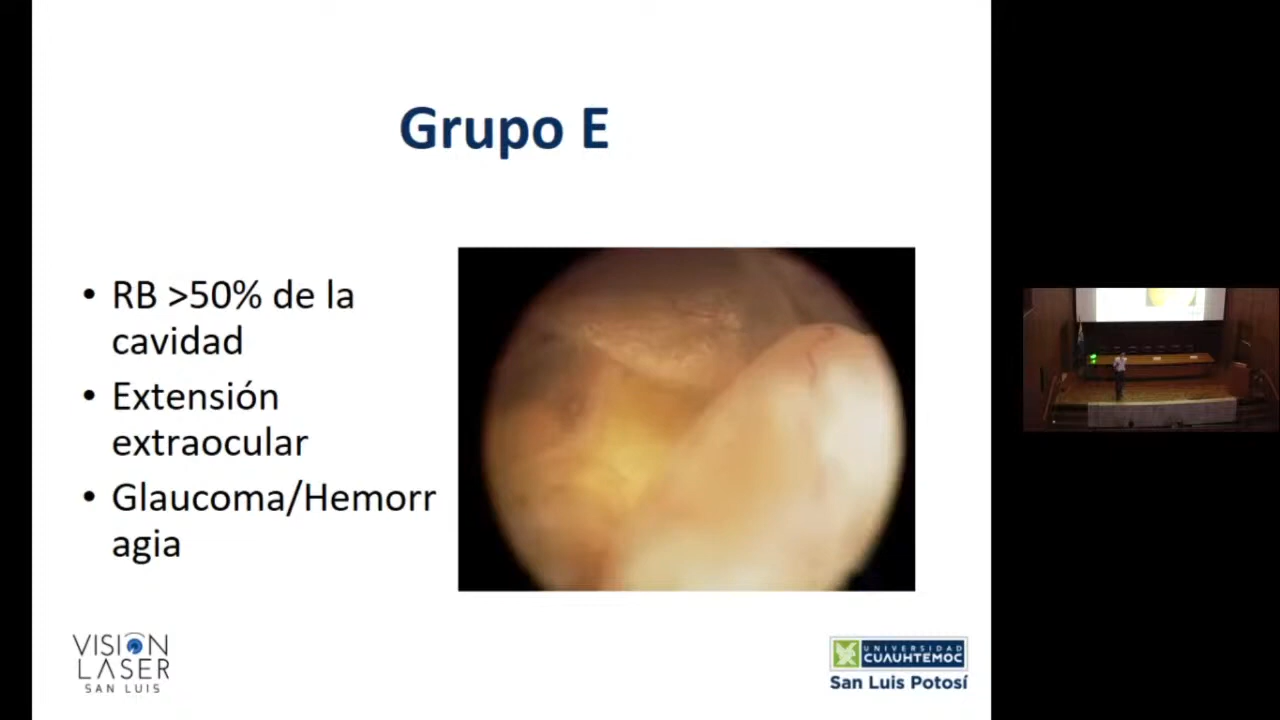 Grupo E
• RB >50% de la
cavidad
• Extensión
extraocular
• Glaucoma/Hemorr
agia
VISION
LASER
SAN LUIS
UNIVERSIDAD
CUAUHTEMOC
San Luis Potosí